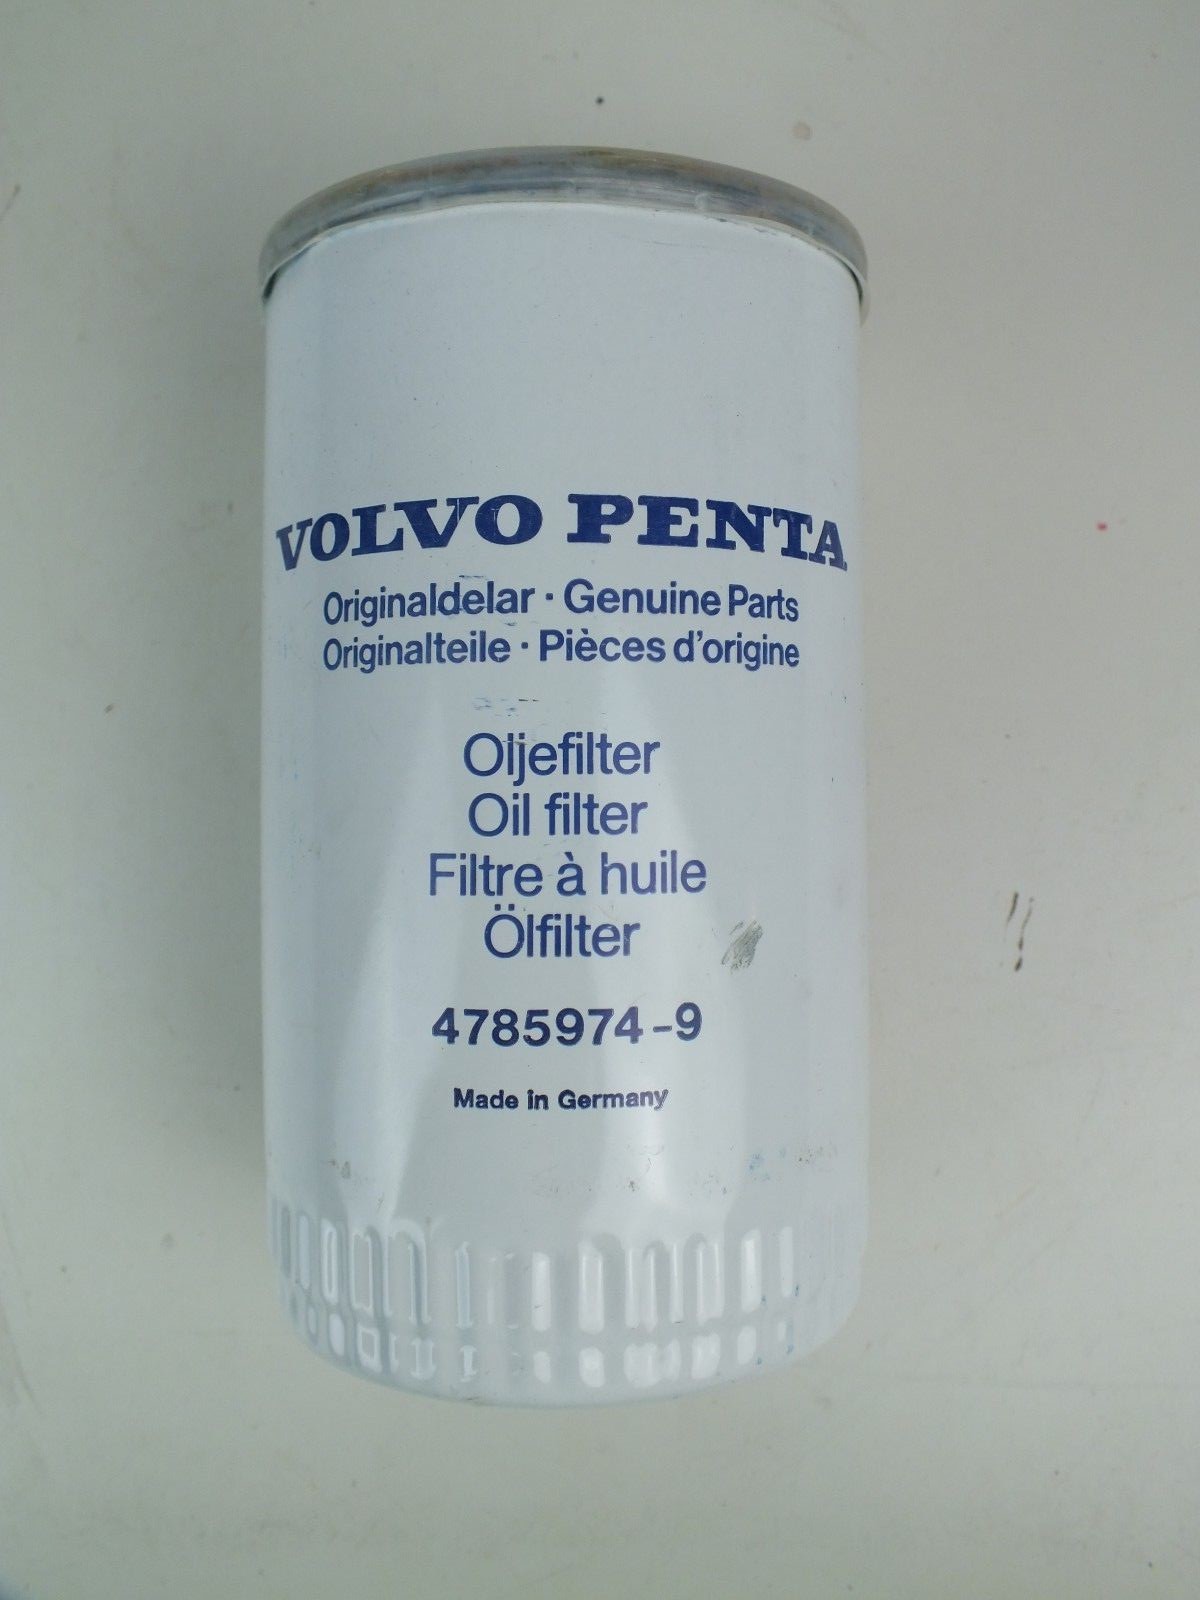 VOLVO PENTA
Originaldelar · Genuine Parts
Originalteile · Pièces d'origine
Oljefilter
Oil filter
Filtre à huile
Ölfilter
4785974-9
Made in Germany